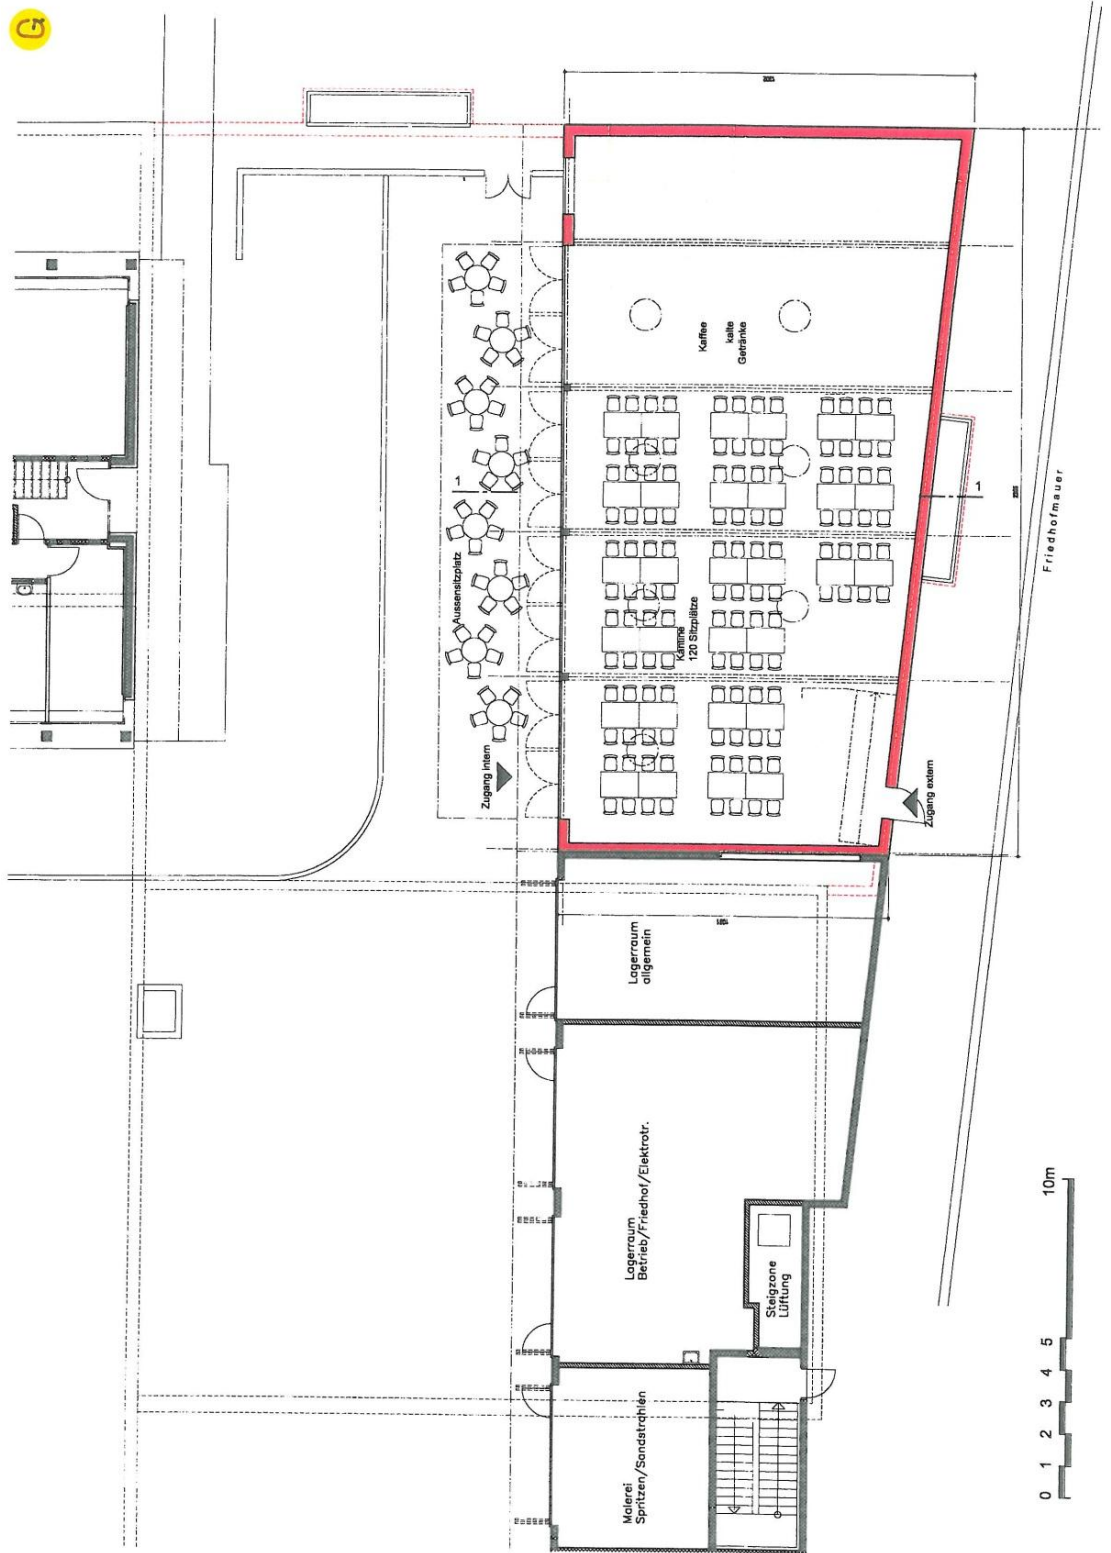 G
Kaffee
kalte
Getränke
Friedhofmauer
1
1
Aussensitzplatz
Kantine
120 Sitzplätze
Zugang intern
Zugang extern
Lagerraum
allgemein
Lagerraum
Betrieb/Friedhof/Elektrotr.
Steigzone
Lüftung
Malerei
Spritzen/Sandstrahlen
0 1 2 3 4 5 10m